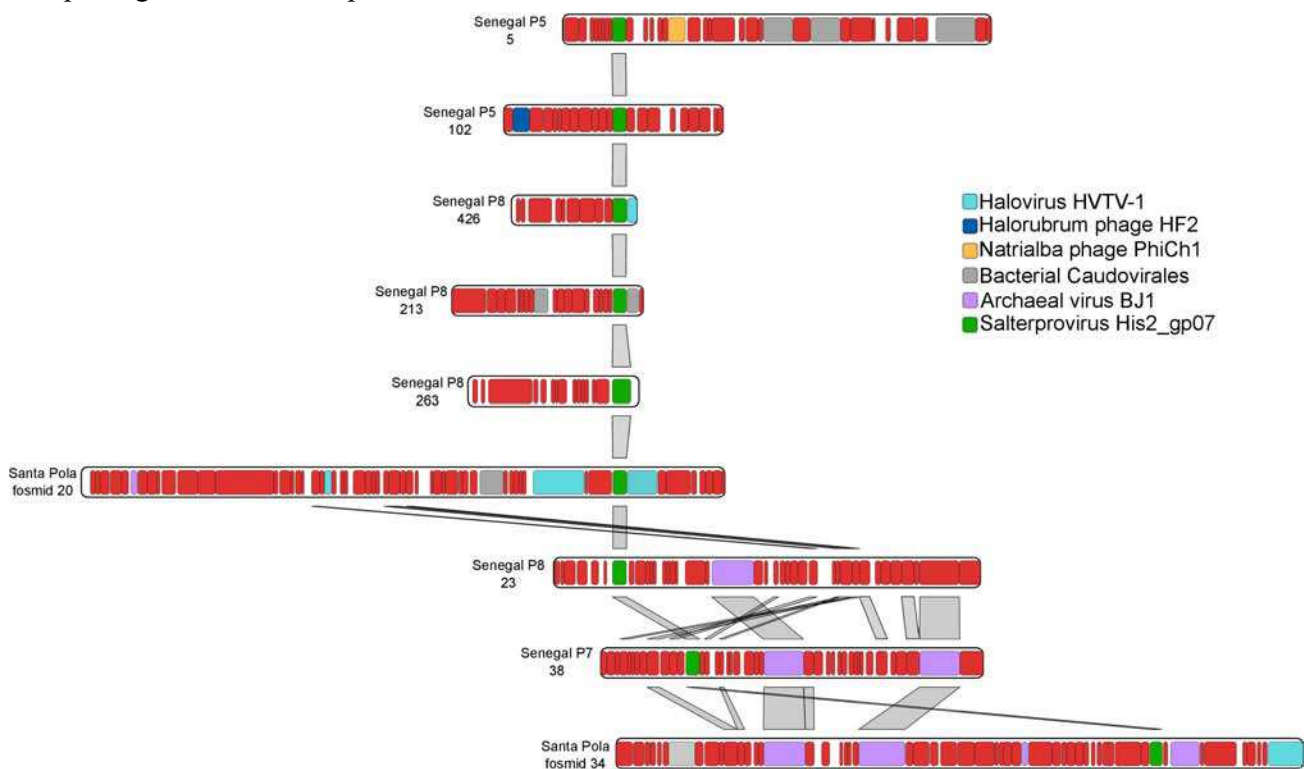 Senegal P5
5
Senegal P5
102
Senegal P8
426
Senegal P8
213
Senegal P8
263
Santa Pola
fosmid 20
Senegal P8
23
Senegal P7
38
Santa Pola
fosmid 34
Halovirus HVTV-1
Halorubrum phage HF2
Natrialba phage PhiCh1
Bacterial Caudovirales
Archaeal virus BJ1
Salterprovirus His2_gp07